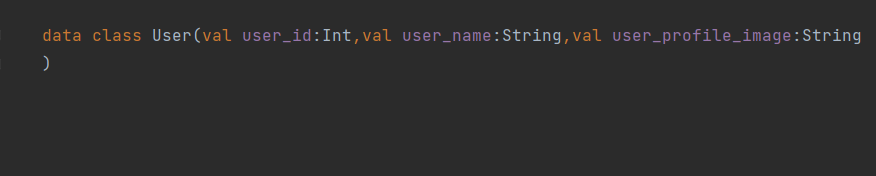 data class User(val user_id:Int,val user_name:String,val user_profile_image:String
)